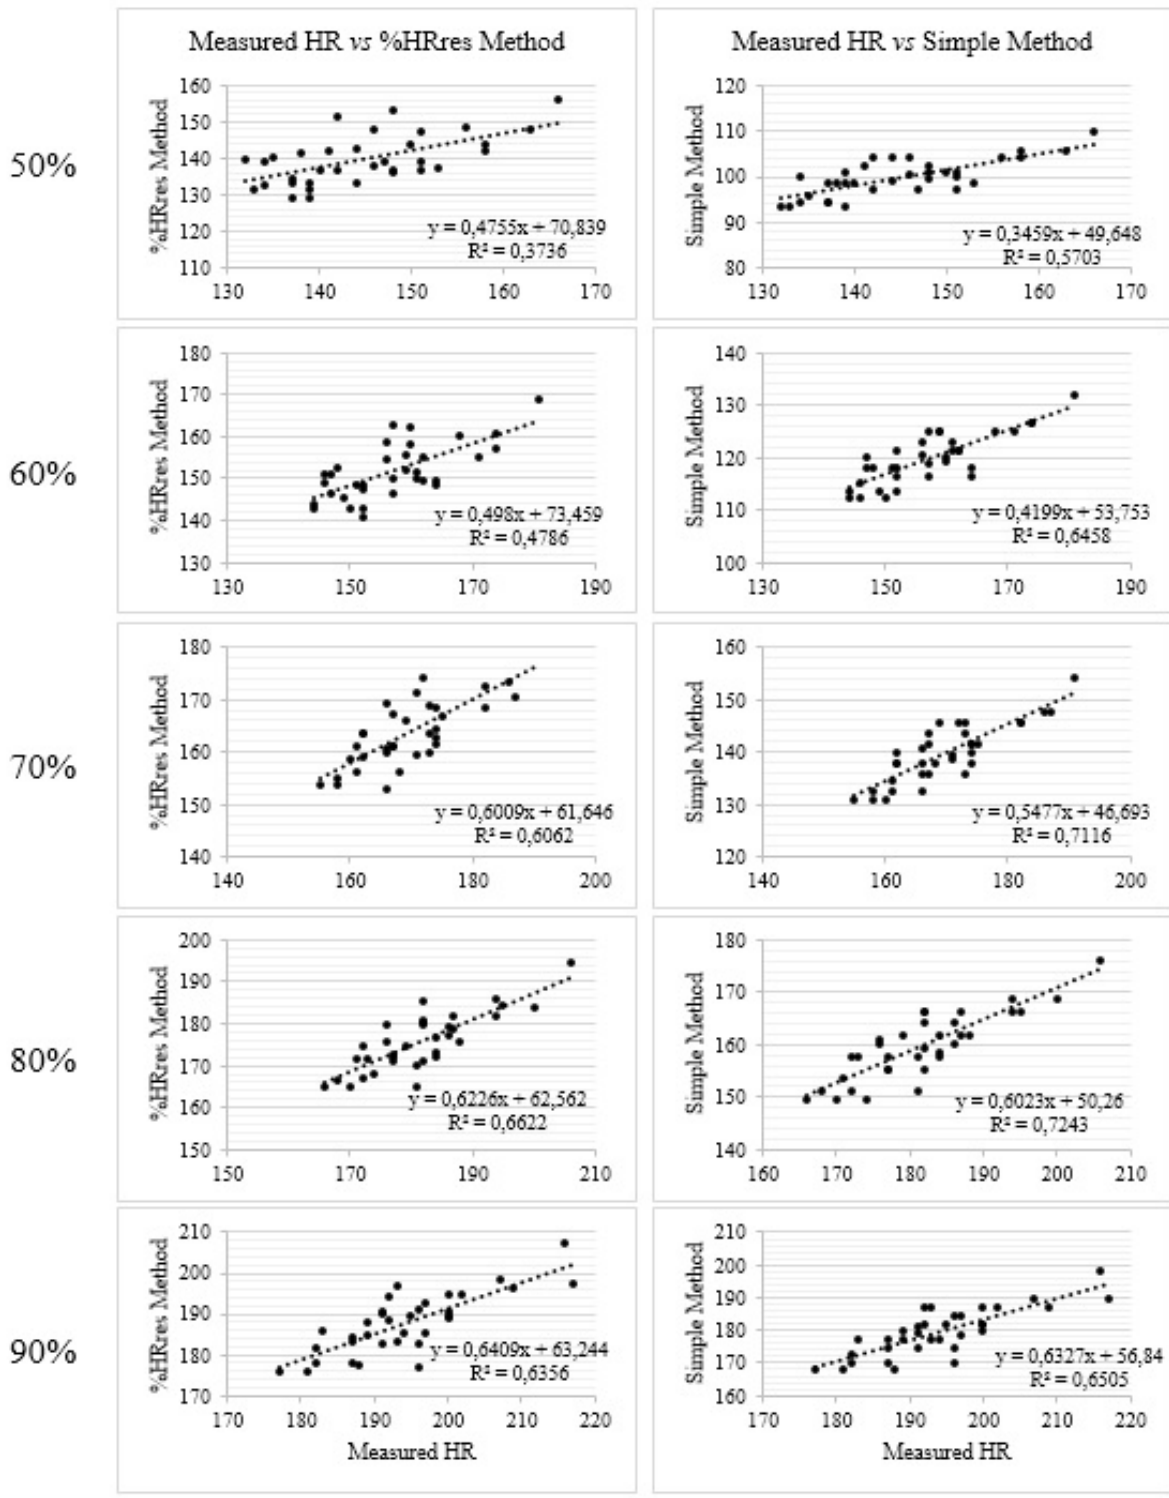 Measured HR vs %HRres Method
Measured HR vs Simple Method
50%
%HRres Method
160
150
140
130
120
110
y = 0,4755x + 70,839
R² = 0,3736
132 140 150 160 170
Simple Method
120
110
100
90
80
y = 0,3459x + 49,648
R² = 0,5703
130 140 150 160 170
60%
%HRres Method
180
170
160
150
140
130
y = 0,498x + 73,459
R² = 0,4786
130 150 170 190
Simple Method
140
130
120
110
100
y = 0,4199x + 53,753
R² = 0,6458
130 150 170 190
70%
%HRres Method
180
170
160
150
140
y = 0,6009x + 61,646
R² = 0,6062
140 160 180 200
Simple Method
160
150
140
130
120
y = 0,5477x + 46,693
R² = 0,7116
140 160 180 200
80%
%HRres Method
200
190
180
170
160
150
y = 0,6226x + 62,562
R² = 0,6622
150 170 190 210
Simple Method
180
170
160
150
140
y = 0,6023x + 50,26
R² = 0,7243
160 170 180 190 200 210
90%
%HRres Method
210
200
190
180
170
y = 0,6409x + 63,244
R² = 0,6356
170 180 190 200 210 220
Measured HR
Simple Method
210
200
190
180
170
160
y = 0,6327x + 56,84
R² = 0,6505
170 180 190 200 210 220
Measured HR